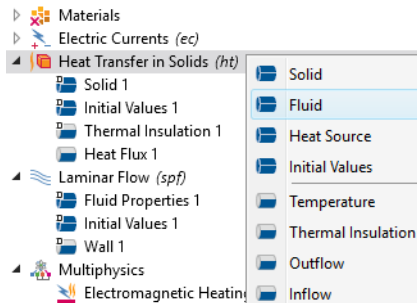 Materials
Electric Currents (ec)
Heat Transfer in Solids (ht)
Solid 1
Initial Values 1
Thermal Insulation 1
Heat Flux 1
Laminar Flow (spf)
Fluid Properties 1
Initial Values 1
Wall 1
Multiphysics
Electromagnetic Heating
Solid
Fluid
Heat Source
Initial Values
Temperature
Thermal Insulation
Outflow
Inflow